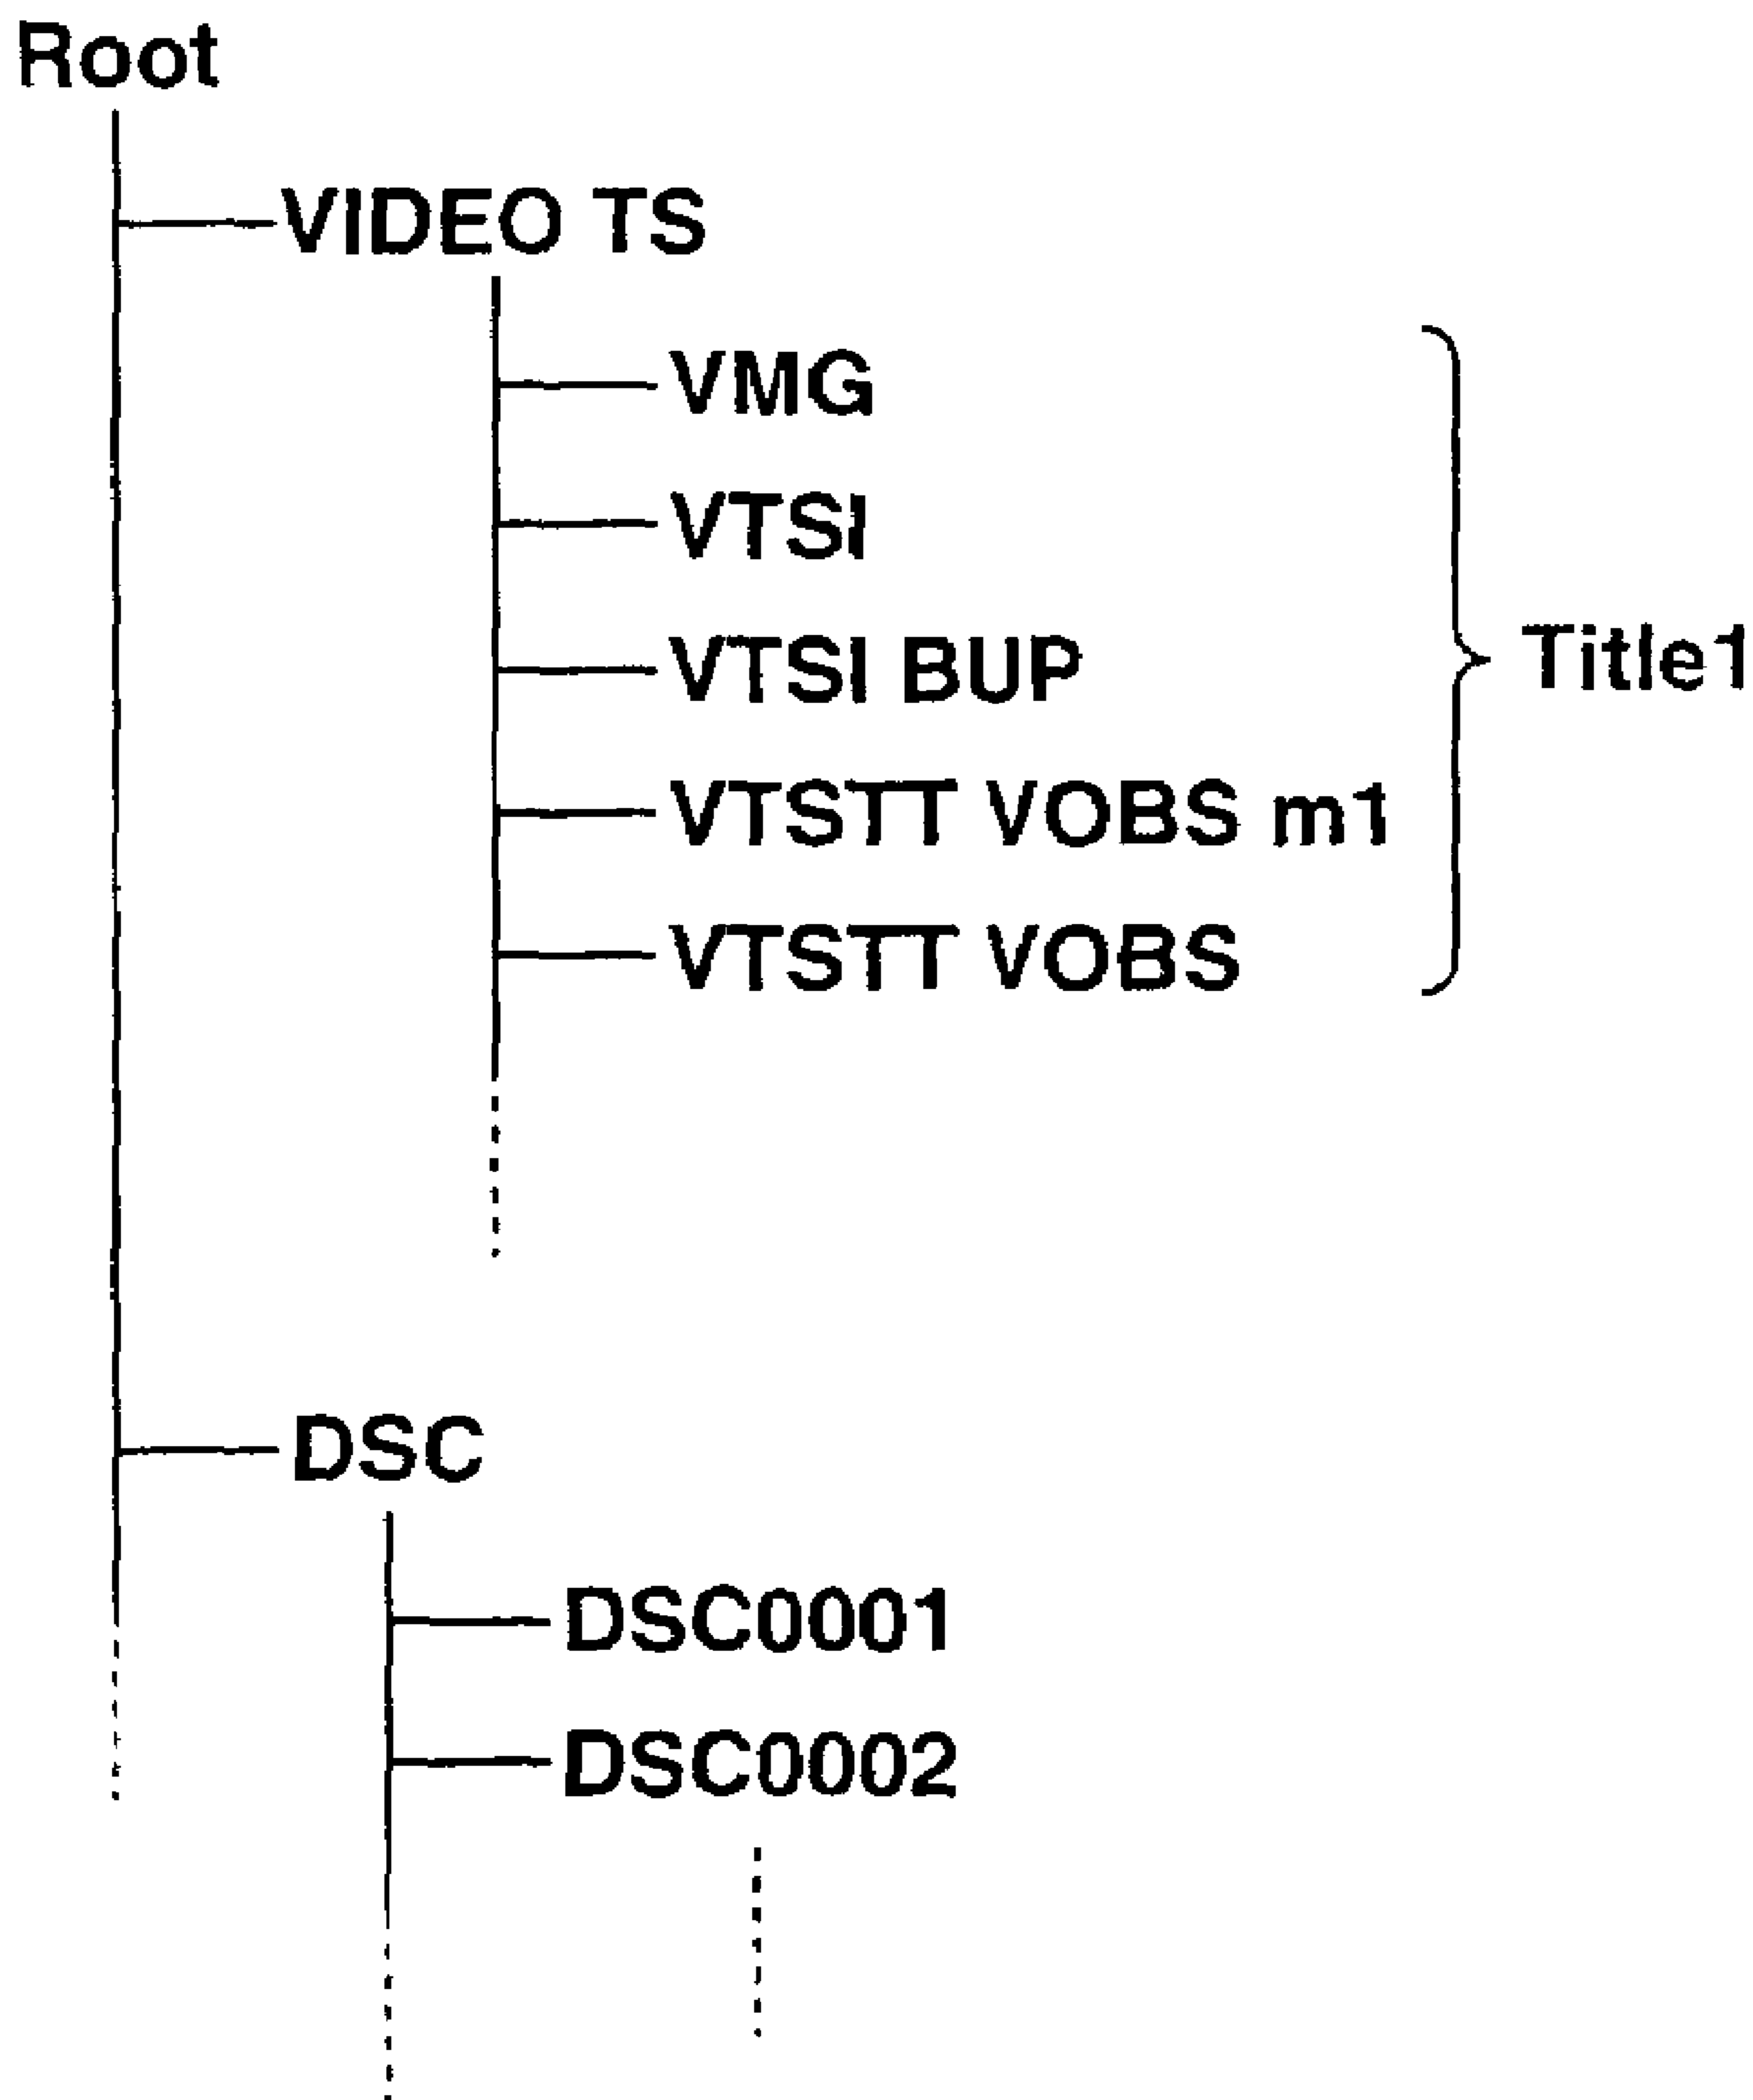 Root
VIDEO TS
VMG
VTSI
VTSI BUP
Title1
VTSTT VOBS m1
VTSTT VOBS
DSC
DSC0001
DSC0002